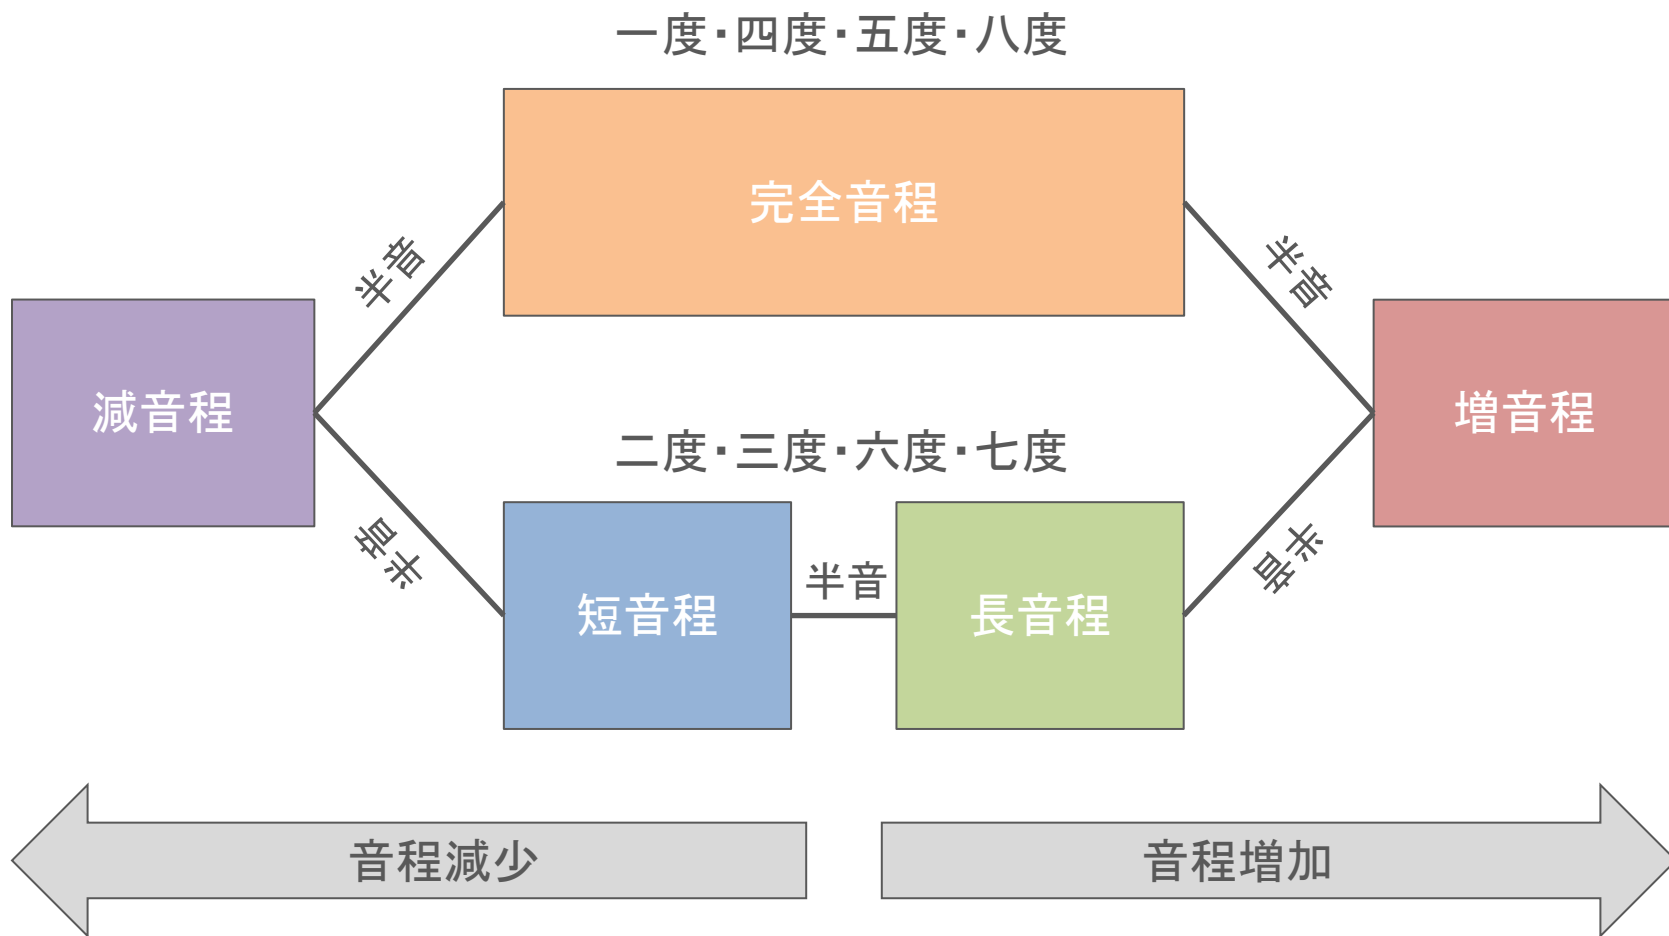 一度・四度・五度・八度
完全音程
半音
半音
減音程
増音程
二度・三度・六度・七度
半音
半音
半音
短音程
長音程
音程減少
音程増加